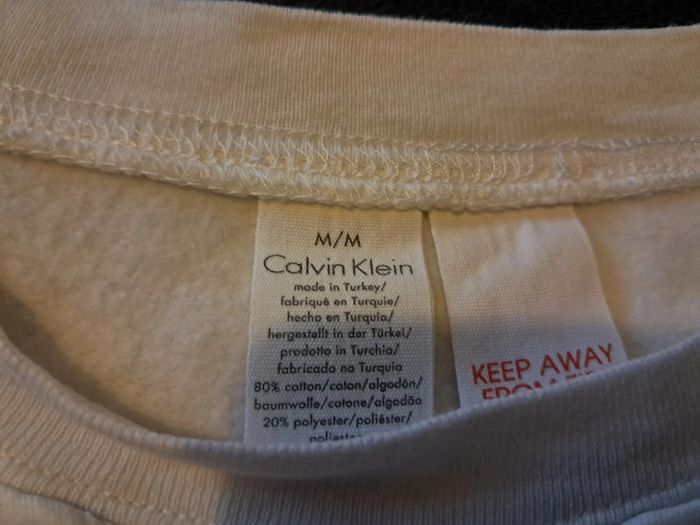 M/M
Calvin Klein
made in Turkey/
fabriqué en Turquie/
hecho en Turquia/
hergestellt in der Türkei/
prodotto in Turchia/
fabricado na Turquia
80% cotton/coton/algodón/
baumwolle/cotone/algodão
20% polyester/poliéster/
KEEP AWAY
FROM